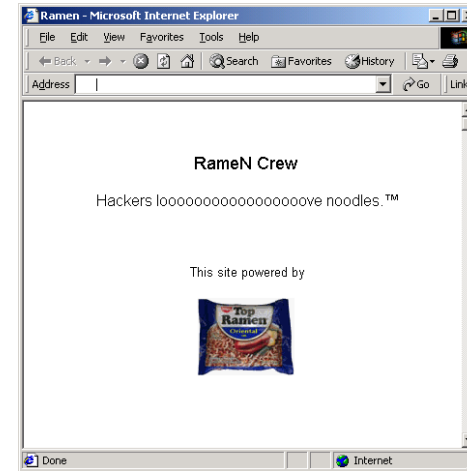 Ramen - Microsoft Internet Explorer
File Edit View Favorites Tools Help
Back Search Favorites History
Address Go Link
RameN Crew
Hackers looooooooooooooooove noodles.™
This site powered by
Top
Ramen
Oriental
Done Internet